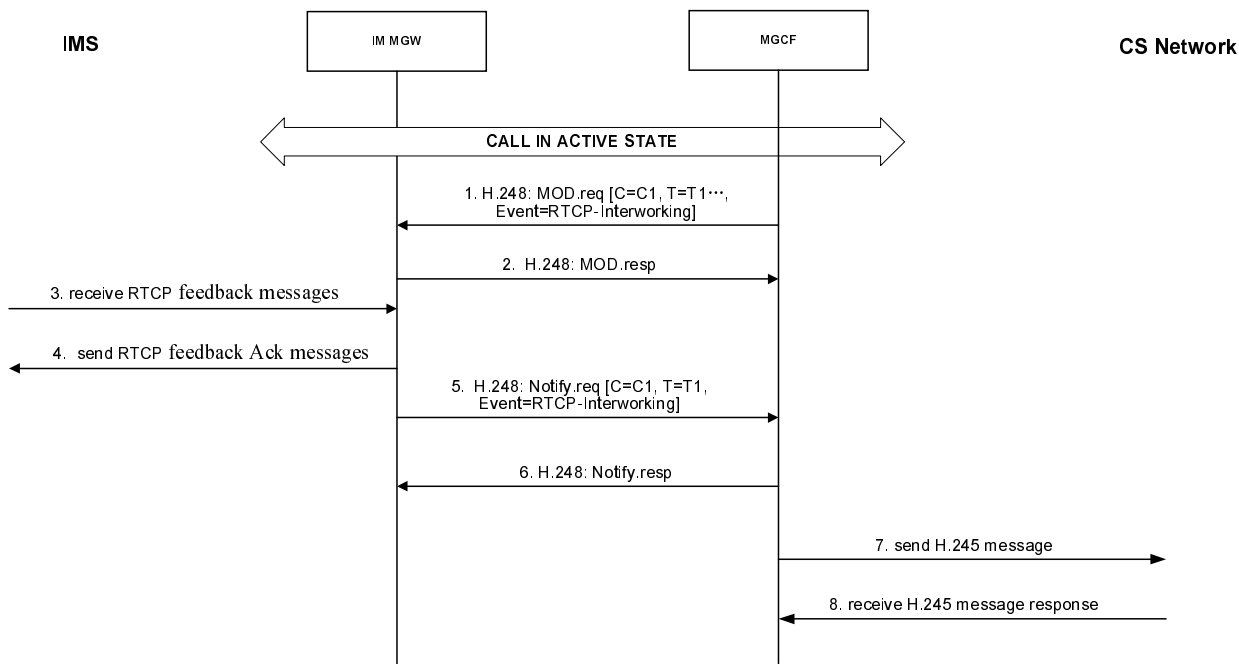 IMS
IM MGW
MGCF
CS Network
CALL IN ACTIVE STATE
1. H.248: MOD.req [C=C1, T=T1···,
Event=RTCP-Interworking]
2. H.248: MOD.resp
3. receive RTCP feedback messages
4. send RTCP feedback Ack messages
5. H.248: Notify.req [C=C1, T=T1,
Event=RTCP-Interworking]
6. H.248: Notify.resp
7. send H.245 message
8. receive H.245 message response